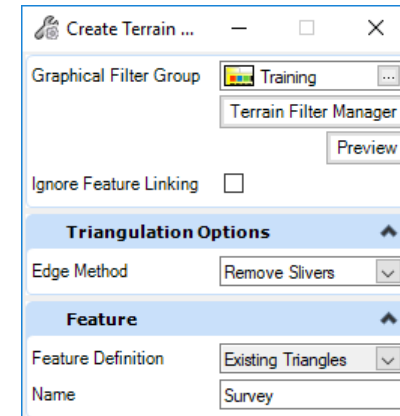 Create Terrain ...
Graphical Filter Group Training ...
Terrain Filter Manager
Preview
Ignore Feature Linking
Triangulation Options
Edge Method Remove Slivers
Feature
Feature Definition Existing Triangles
Name Survey